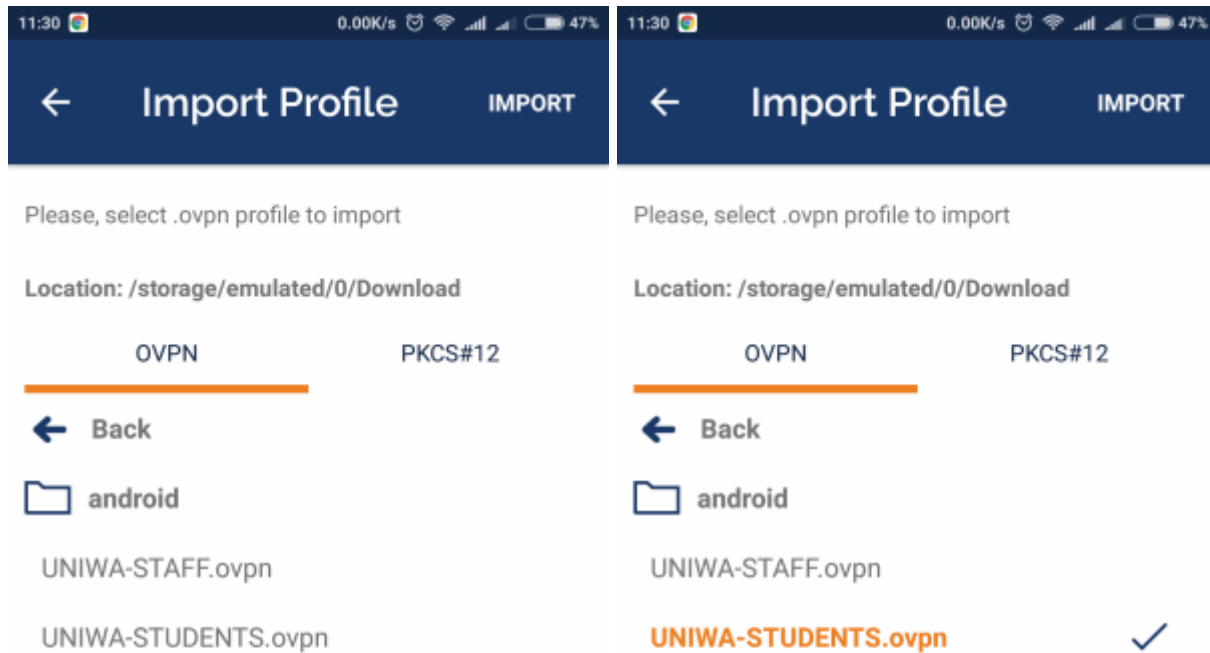 11:30 0.00K/s 47%
Import Profile IMPORT
Please, select .ovpn profile to import
Location: /storage/emulated/0/Download
OVPN PKCS#12
Back
android
UNIWA-STAFF.ovpn
UNIWA-STUDENTS.ovpn
11:30 0.00K/s 47%
Import Profile IMPORT
Please, select .ovpn profile to import
Location: /storage/emulated/0/Download
OVPN PKCS#12
Back
android
UNIWA-STAFF.ovpn
UNIWA-STUDENTS.ovpn